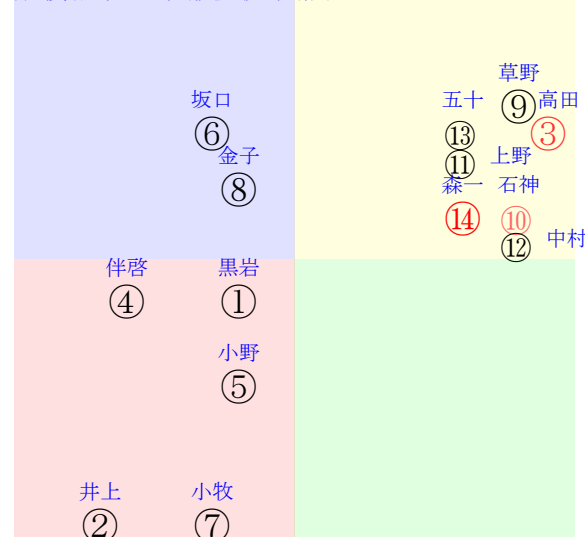 草野
坂口
五十
⑨
高田
⑥
⑬
③
金子
⑪
上野
⑧
森一
石神
⑭
⑩
⑫
中村
伴啓
黒岩
④
①
小野
⑤
井上
小牧
②
⑦